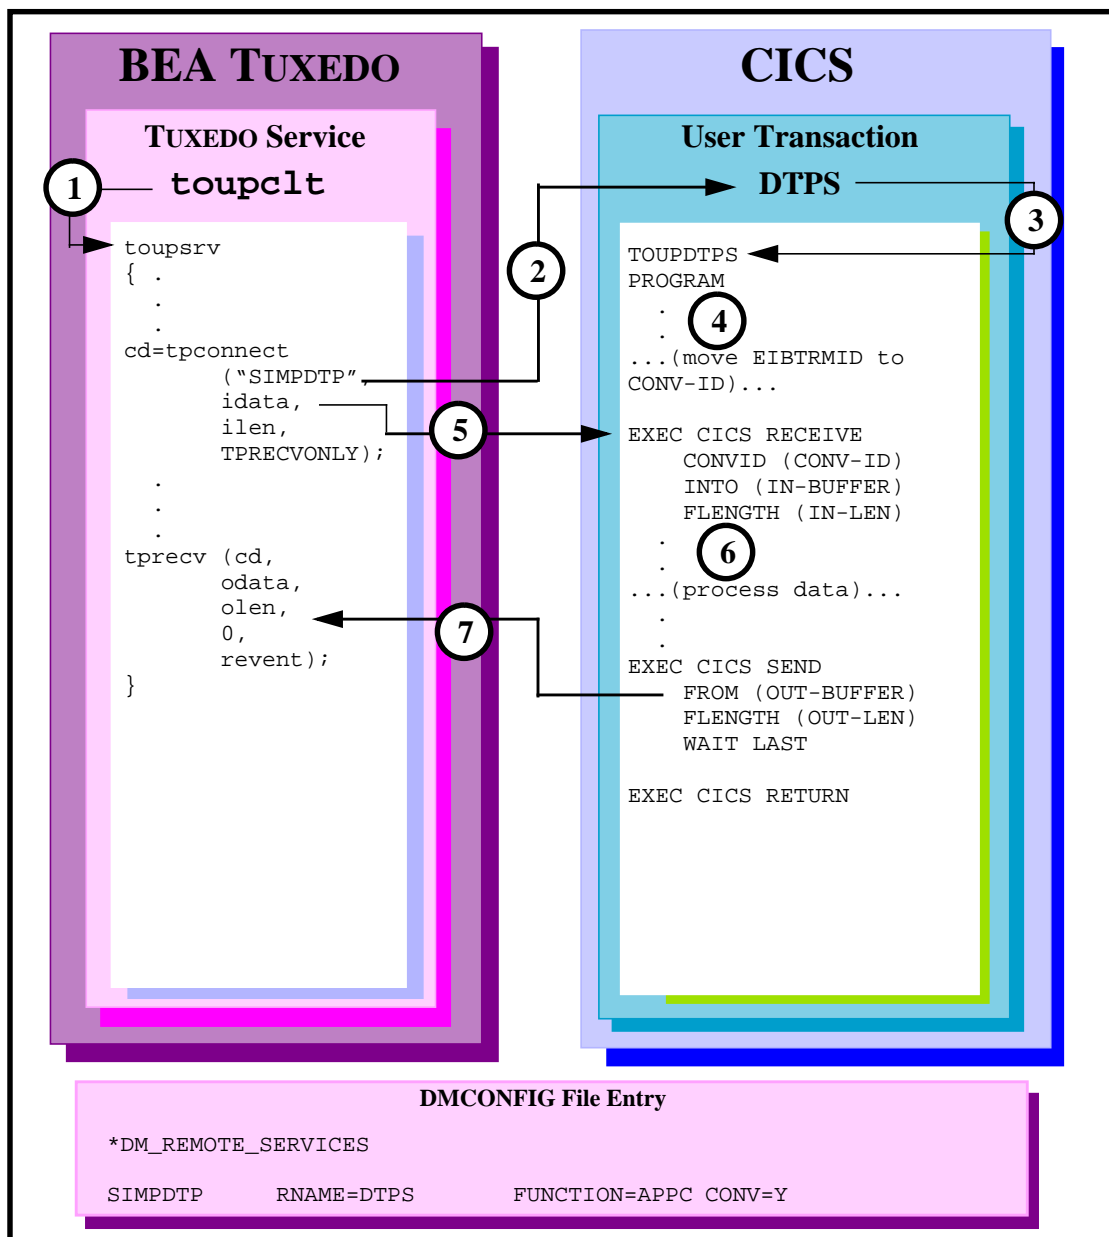 BEA TUXEDO
TUXEDO Service
1
toupclt
toupsrv
{ .
.
.
cd=tpconnect
("SIMPDTP",
idata,
ilen,
TPRECVONLY);
.
.
.
tprecv (cd,
odata,
olen,
0,
revent);
}
2
5
7
CICS
User Transaction
DTPS
3
TOUPDTPS
PROGRAM
.
.
4
...(move EIBTRMID to
CONV-ID)...
EXEC CICS RECEIVE
CONVID (CONV-ID)
INTO (IN-BUFFER)
FLENGTH (IN-LEN)
.
.
6
...(process data)...
.
.
EXEC CICS SEND
FROM (OUT-BUFFER)
FLENGTH (OUT-LEN)
WAIT LAST
EXEC CICS RETURN
DMCONFIG File Entry
*DM_REMOTE_SERVICES
SIMPDTP RNAME=DTPS FUNCTION=APPC CONV=Y